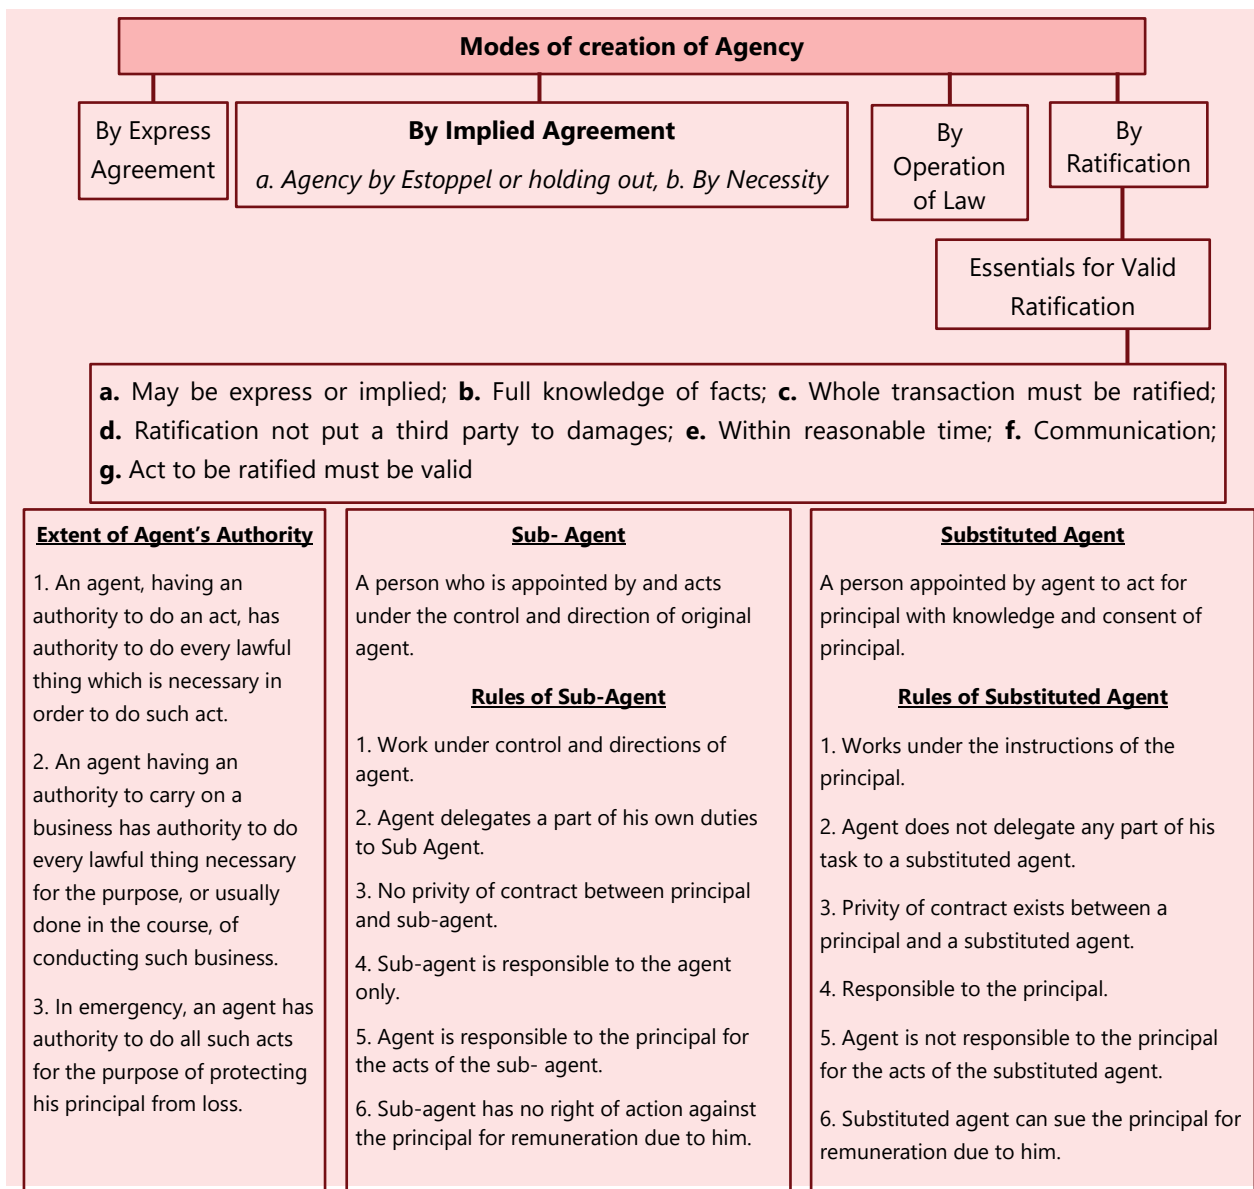 Modes of creation of Agency
By Express
Agreement
By Implied Agreement
a. Agency by Estoppel or holding out, b. By Necessity
By
Operation
of Law
By
Ratification
Essentials for Valid
Ratification
a. May be express or implied; b. Full knowledge of facts; c. Whole transaction must be ratified;
d. Ratification not put a third party to damages; e. Within reasonable time; f. Communication;
g. Act to be ratified must be valid
Extent of Agent's Authority
1. An agent, having an
authority to do an act, has
authority to do every lawful
thing which is necessary in
order to do such act.
2. An agent having an
authority to carry on a
business has authority to do
every lawful thing necessary
for the purpose, or usually
done in the course, of
conducting such business.
3. In emergency, an agent has
authority to do all such acts
for the purpose of protecting
his principal from loss.
Sub- Agent
A person who is appointed by and acts
under the control and direction of original
agent.
Rules of Sub-Agent
1. Work under control and directions of
agent.
2. Agent delegates a part of his own duties
to Sub Agent.
3. No privity of contract between principal
and sub-agent.
4. Sub-agent is responsible to the agent
only.
5. Agent is responsible to the principal for
the acts of the sub- agent.
6. Sub-agent has no right of action against
the principal for remuneration due to him.
Substituted Agent
A person appointed by agent to act for
principal with knowledge and consent of
principal.
Rules of Substituted Agent
1. Works under the instructions of the
principal.
2. Agent does not delegate any part of his
task to a substituted agent.
3. Privity of contract exists between a
principal and a substituted agent.
4. Responsible to the principal.
5. Agent is not responsible to the principal
for the acts of the substituted agent.
6. Substituted agent can sue the principal for
remuneration due to him.